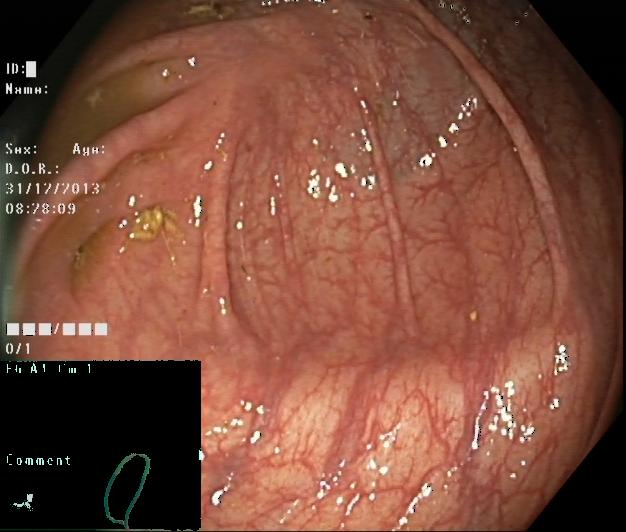 ID:
Name:
Sex: Age:
D.O.B.:
31/12/2013
08:28:09
0/1
Comment